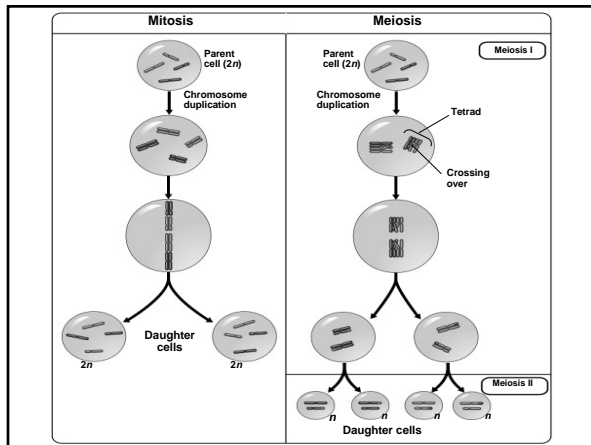 Mitosis
Meiosis
Parent
cell (2n)
Chromosome
duplication
Daughter
cells
2n
2n
Meiosis I
Parent
cell (2n)
Chromosome
duplication
Tetrad
Crossing
over
Meiosis II
n
n
n
n
Daughter cells